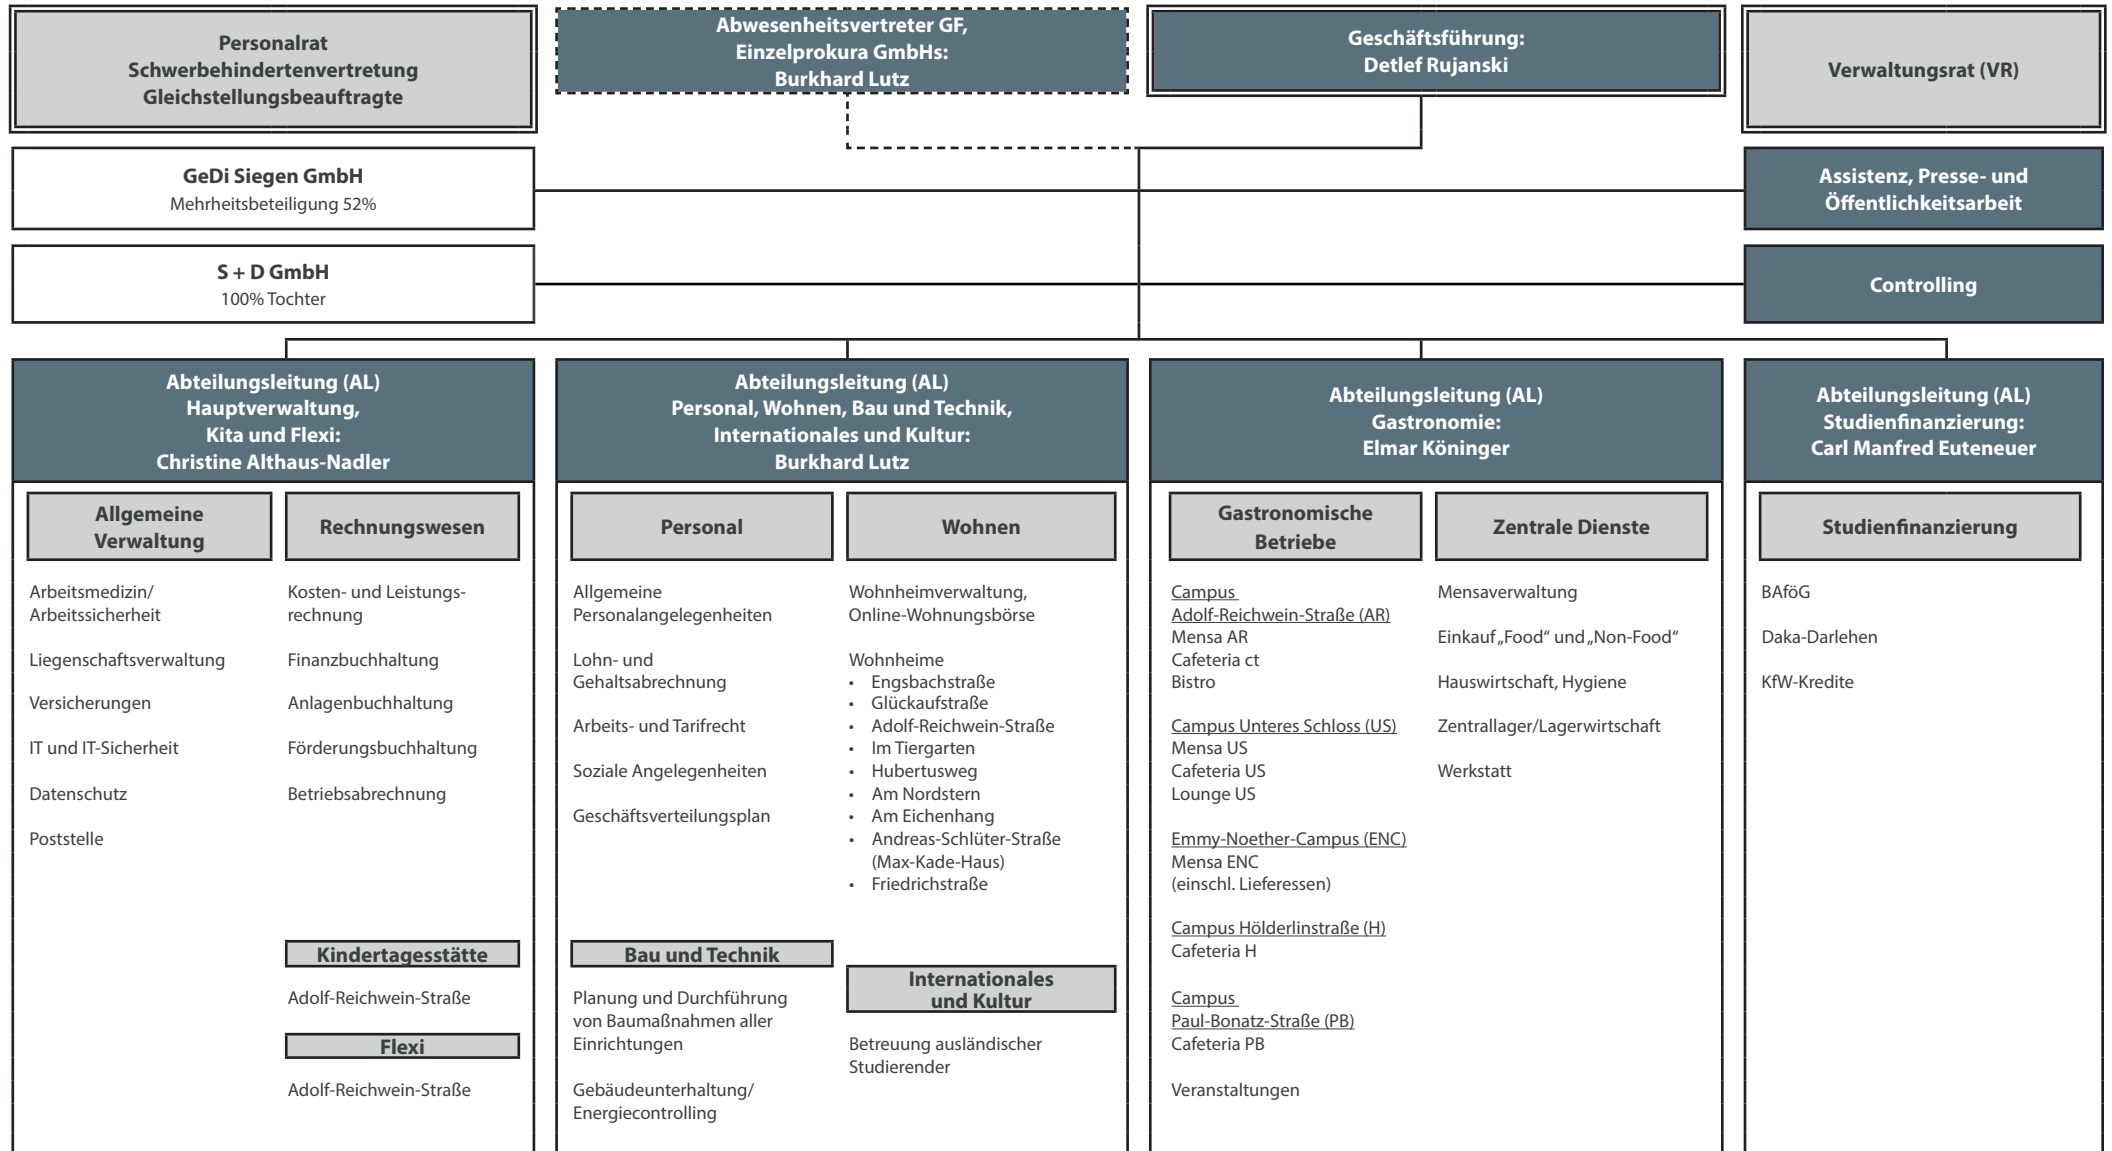 Personalrat
Schwerbehindertenvertretung
Gleichstellungsbeauftragte
Abwesenheitsvertreter GF,
Einzelprokura GmbHs:
Burkhard Lutz
Geschäftsführung:
Detlef Rujanski
Verwaltungsrat (VR)
GeDi Siegen GmbH
Mehrheitsbeteiligung 52%
Assistenz, Presse- und
Öffentlichkeitsarbeit
S + D GmbH
100% Tochter
Controlling
Abteilungsleitung (AL)
Hauptverwaltung,
Kita und Flexi:
Christine Althaus-Nadler
Allgemeine
Verwaltung
Arbeitsmedizin/
Arbeitssicherheit
Liegenschaftsverwaltung
Versicherungen
IT und IT-Sicherheit
Datenschutz
Poststelle
Rechnungswesen
Kosten- und Leistungs-
rechnung
Finanzbuchhaltung
Anlagenbuchhaltung
Förderungsbuchhaltung
Betriebsabrechnung
Kindertagesstätte
Adolf-Reichwein-Straße
Flexi
Adolf-Reichwein-Straße
Abteilungsleitung (AL)
Personal, Wohnen, Bau und Technik,
Internationales und Kultur:
Burkhard Lutz
Personal
Allgemeine
Personalangelegenheiten
Lohn- und
Gehaltsabrechnung
Arbeits- und Tarifrecht
Soziale Angelegenheiten
Geschäftsverteilungsplan
Bau und Technik
Planung und Durchführung
von Baumaßnahmen aller
Einrichtungen
Gebäudeunterhaltung/
Energiecontrolling
Wohnen
Wohnheimverwaltung,
Online-Wohnungsbörse
Wohnheime
• Engsbachstraße
• Glückaufstraße
• Adolf-Reichwein-Straße
• Im Tiergarten
• Hubertusweg
• Am Nordstern
• Am Eichenhang
• Andreas-Schlüter-Straße
(Max-Kade-Haus)
• Friedrichstraße
Internationales
und Kultur
Betreuung ausländischer
Studierender
Abteilungsleitung (AL)
Gastronomie:
Elmar Köninger
Gastronomische
Betriebe
Campus
Adolf-Reichwein-Straße (AR)
Mensa AR
Cafeteria ct
Bistro
Campus Unteres Schloss (US)
Mensa US
Cafeteria US
Lounge US
Emmy-Noether-Campus (ENC)
Mensa ENC
(einschl. Lieferessen)
Campus Hölderlinstraße (H)
Cafeteria H
Campus
Paul-Bonatz-Straße (PB)
Cafeteria PB
Veranstaltungen
Zentrale Dienste
Mensaverwaltung
Einkauf „Food“ und „Non-Food“
Hauswirtschaft, Hygiene
Zentrallager/Lagerwirtschaft
Werkstatt
Abteilungsleitung (AL)
Studienfinanzierung:
Carl Manfred Euteneuer
Studienfinanzierung
BAföG
Daka-Darlehen
KfW-Kredite